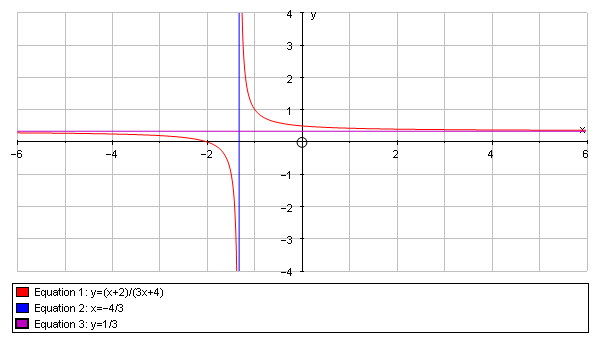 4 y
3
2
1
x
−6 −4 −2 2 4 6
−1
−2
−3
−4
Equation 1: y=(x+2)/(3x+4)
Equation 2: x=−4/3
Equation 3: y=1/3